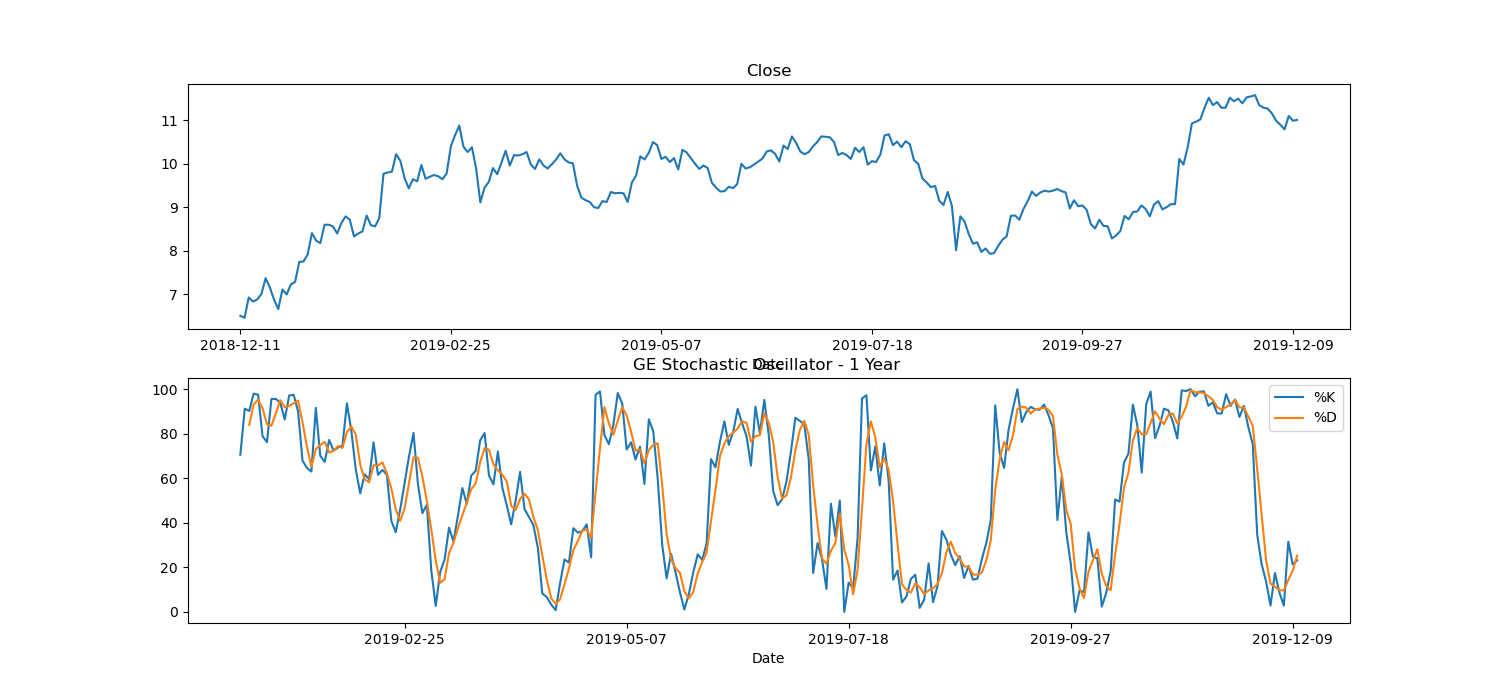 Close
11
10
9
8
7
2018-12-11 2019-02-25 2019-05-07 2019-07-18 2019-09-27 2019-12-09
Date
GE Stochastic Oscillator - 1 Year
100
80
60
40
20
0
%K
%D
2019-02-25 2019-05-07 2019-07-18 2019-09-27 2019-12-09
Date